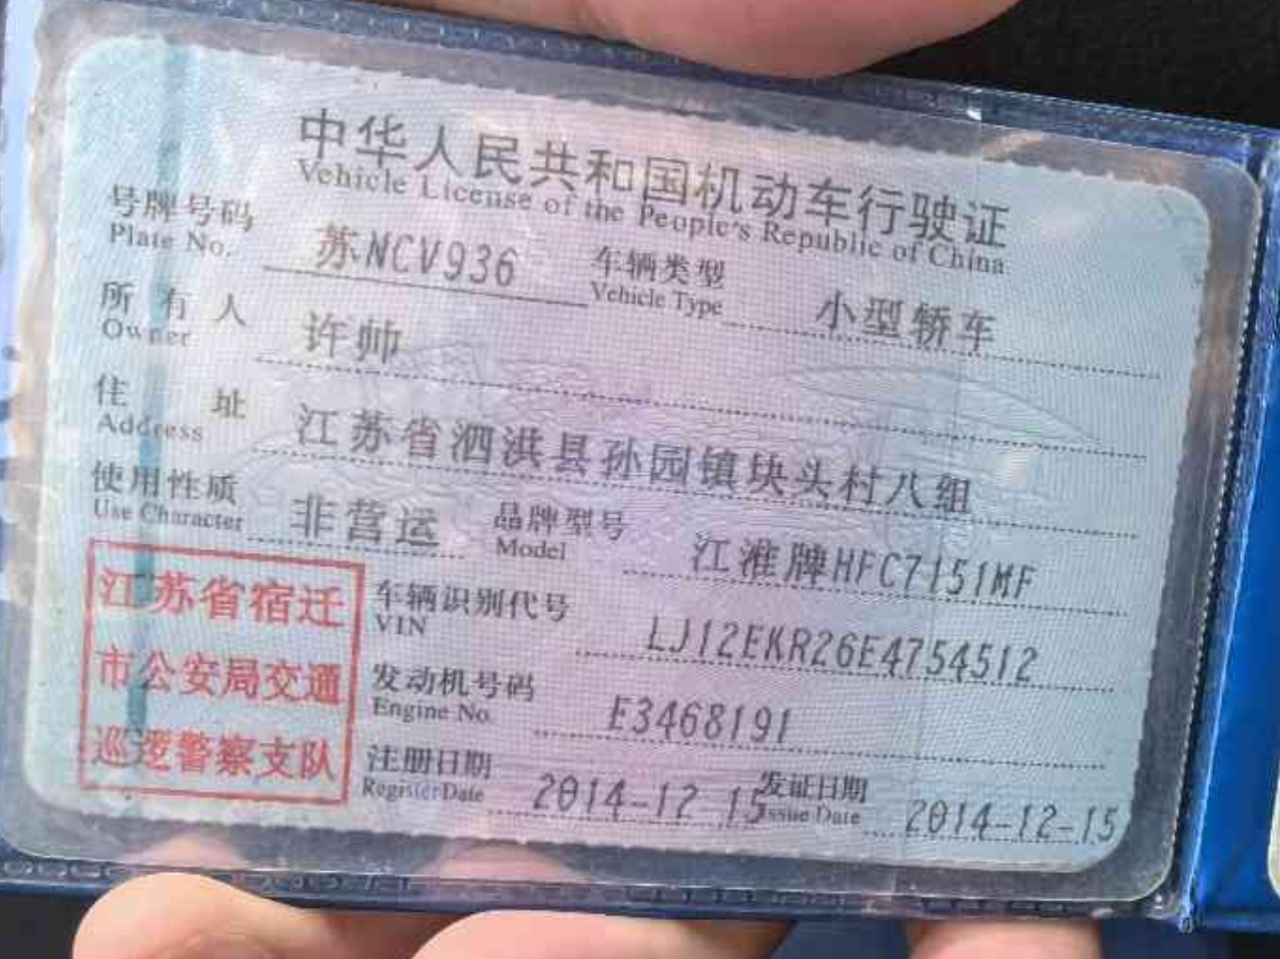 中华人民共和国机动车行驶证
Vehicle License of the People's Republic of China
号牌号码 苏NCV936 车辆类型 小型轿车
Plate No. Vehicle Type
所有人 许帅
Owner
住址 江苏省泗洪县孙园镇块头村八组
Address
使用性质 非营运 品牌型号 江淮牌HFC7151MF
Use Character Model
江苏省宿迁
市公安局交通
巡逻警察支队
车辆识别代号 LJ12EKR26E4754512
VIN
发动机号码 E3468191
Engine No.
注册日期 2014-12-15 发证日期 2014-12-15
Register Date Issue Date